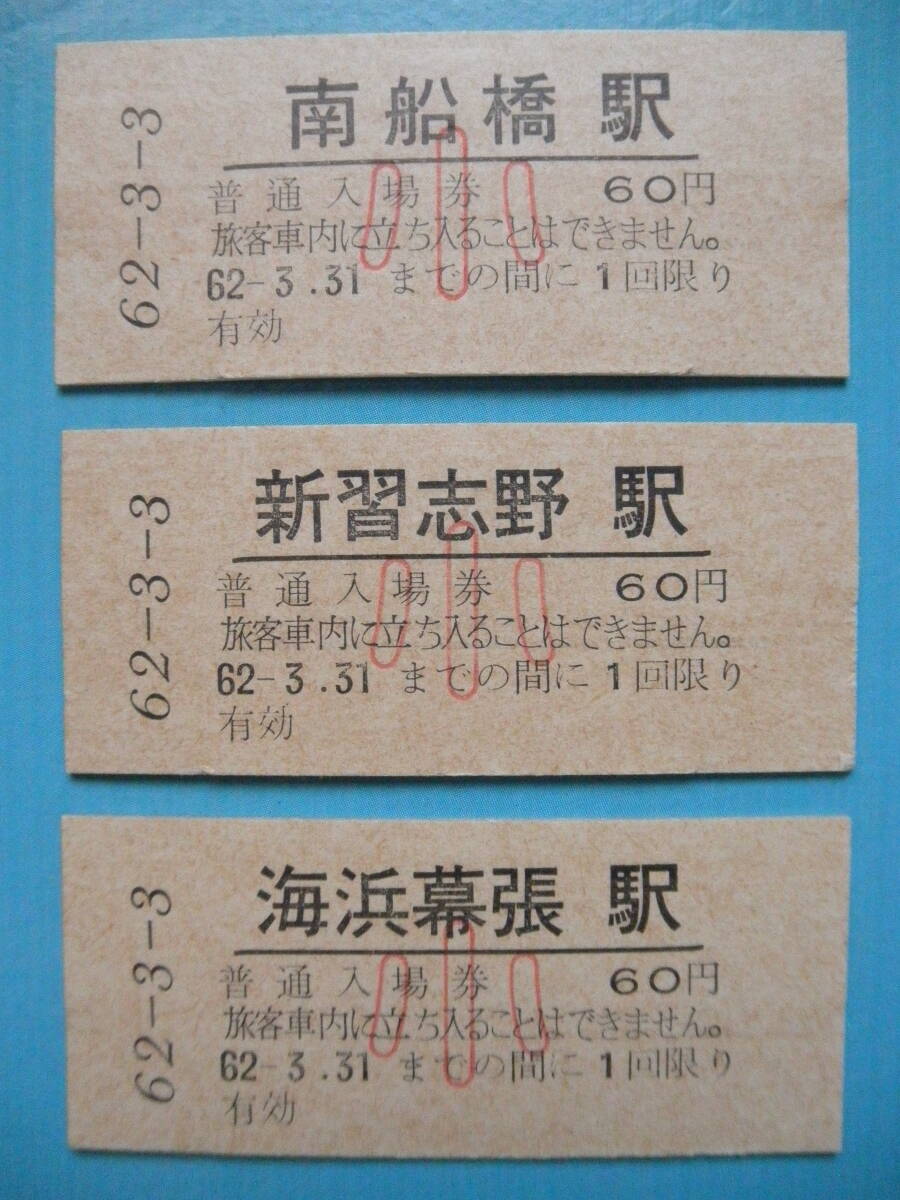 62-3-3
南船橋 駅
普通入場券 60円
旅客車内に立ち入ることはできません。
62-3.31 までの間に 1回限り
有効
小
62-3-3
新習志野 駅
普通入場券 60円
旅客車内に立ち入ることはできません。
62-3.31 までの間に 1回限り
有効
小
62-3-3
海浜幕張 駅
普通入場券 60円
旅客車内に立ち入ることはできません。
62-3.31 までの間に 1回限り
有効
小